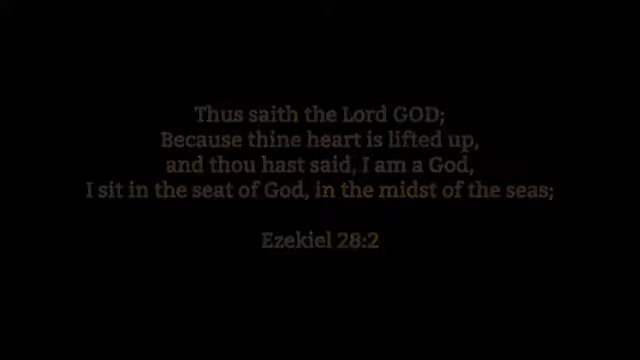 Thus saith the Lord GOD;
Because thine heart is lifted up,
and thou hast said, I am a God,
I sit in the seat of God, in the midst of the seas;
Ezekiel 28:2